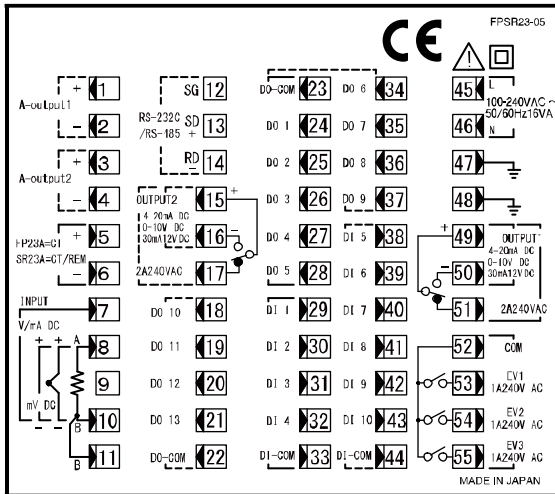 FPSR23-05
CE
A-output1
+ 1
− 2
A-output2
+ 3
− 4
FP23A=CT
SR23A=CT/REM
+ 5
− 6
INPUT
V/mA DC
7
+ + A 8
9
mV DC
− − B 10
B 11
SG 12
RS-232C
/RS-485
SD
+
13
RD
−
14
OUTPUT2
4-20mA DC
0-10V DC
30mA12VDC
2A240VAC
15 +
16 −
17
DO 10 18
DO 11 19
DO 12 20
DO 13 21
DO-COM 22
DO-COM 23
DO 1 24
DO 2 25
DO 3 26
DO 4 27
DO 5 28
DI 1 29
DI 2 30
DI 3 31
DI 4 32
DI-COM 33
DO 6 34
DO 7 35
DO 8 36
DO 9 37
DI 5 38
DI 6 39
DI 7 40
DI 8 41
DI 9 42
DI 10 43
DI-COM 44
45 L
100-240VAC ~
50/60Hz16VA
46 N
47
48
+ 49
− 50
51
OUTPUT1
4-20mA DC
0-10V DC
30mA12VDC
2A240VAC
52 COM
53 EV1
1A240V AC
54 EV2
1A240V AC
55 EV3
1A240V AC
MADE IN JAPAN